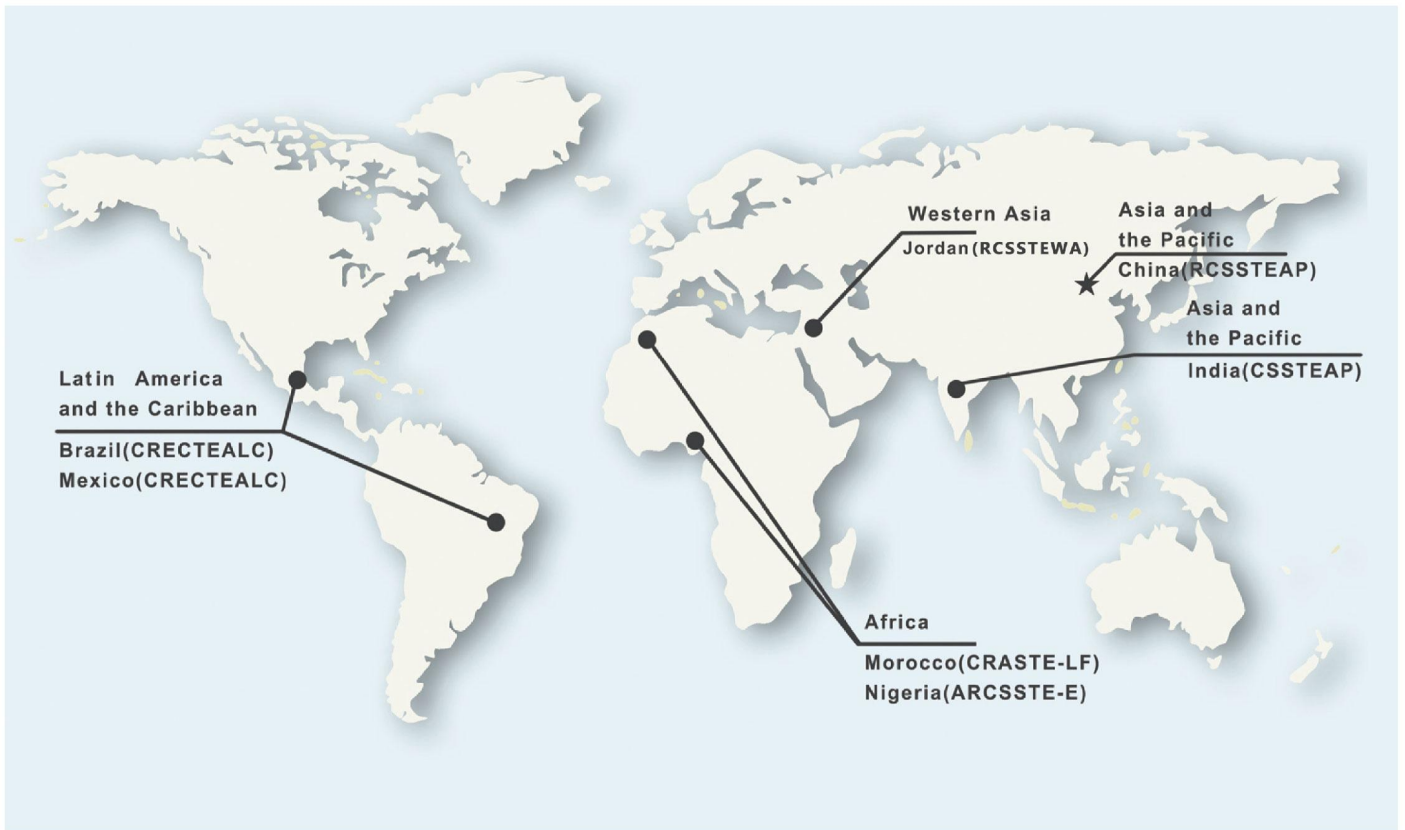 Western Asia
Jordan(RCSSTEWA)
Asia and
the Pacific
China(RCSSTEAP)
Asia and
the Pacific
India(CSSTEAP)
Latin America
and the Caribbean
Brazil(CRECTEALC)
Mexico(CRECTEALC)
Africa
Morocco(CRASTE-LF)
Nigeria(ARCSSTE-E)